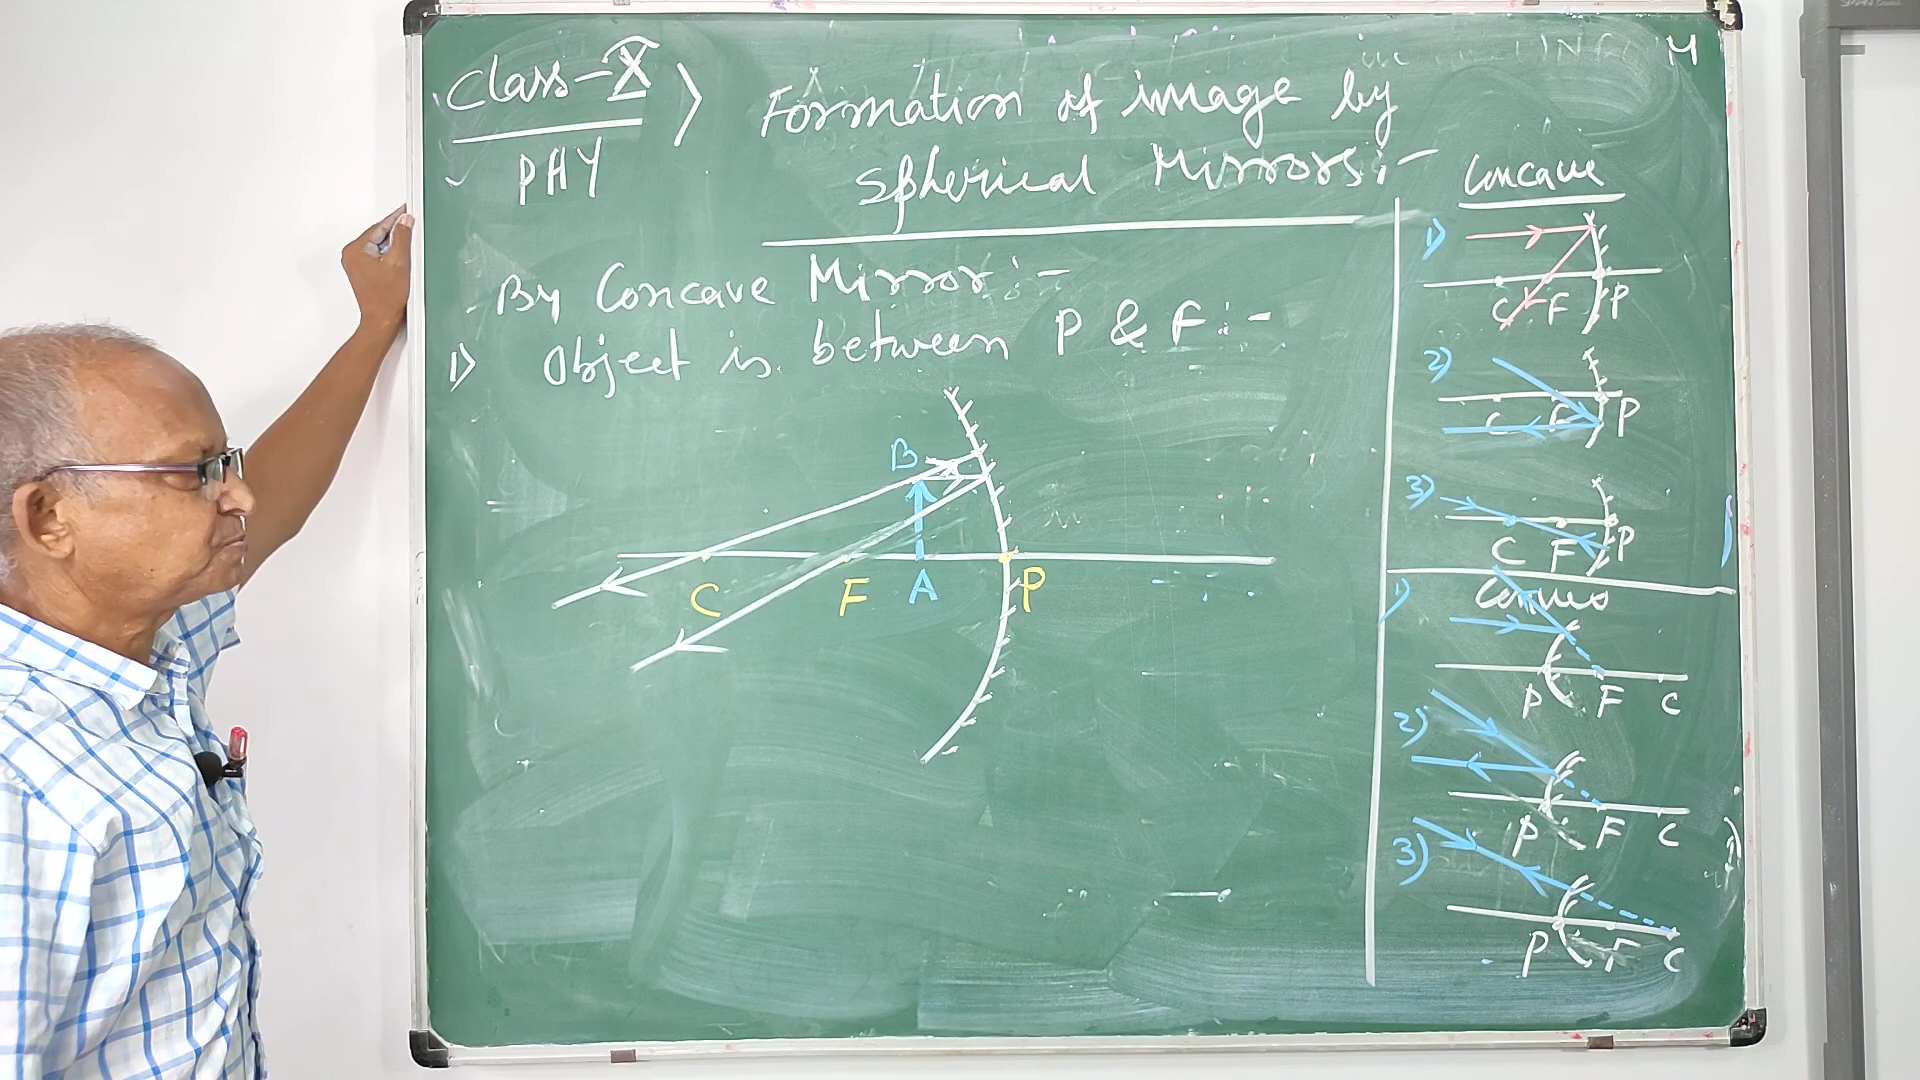 Class-X
PHY
Formation of image by
Spherical Mirrors:-
By Concave Mirror:-
1) Object is between P & F:-
B
C F A P
Concave
1)
C F P
2)
C F P
3)
C F P
Convex
1)
P F C
2)
P F C
3)
P F C